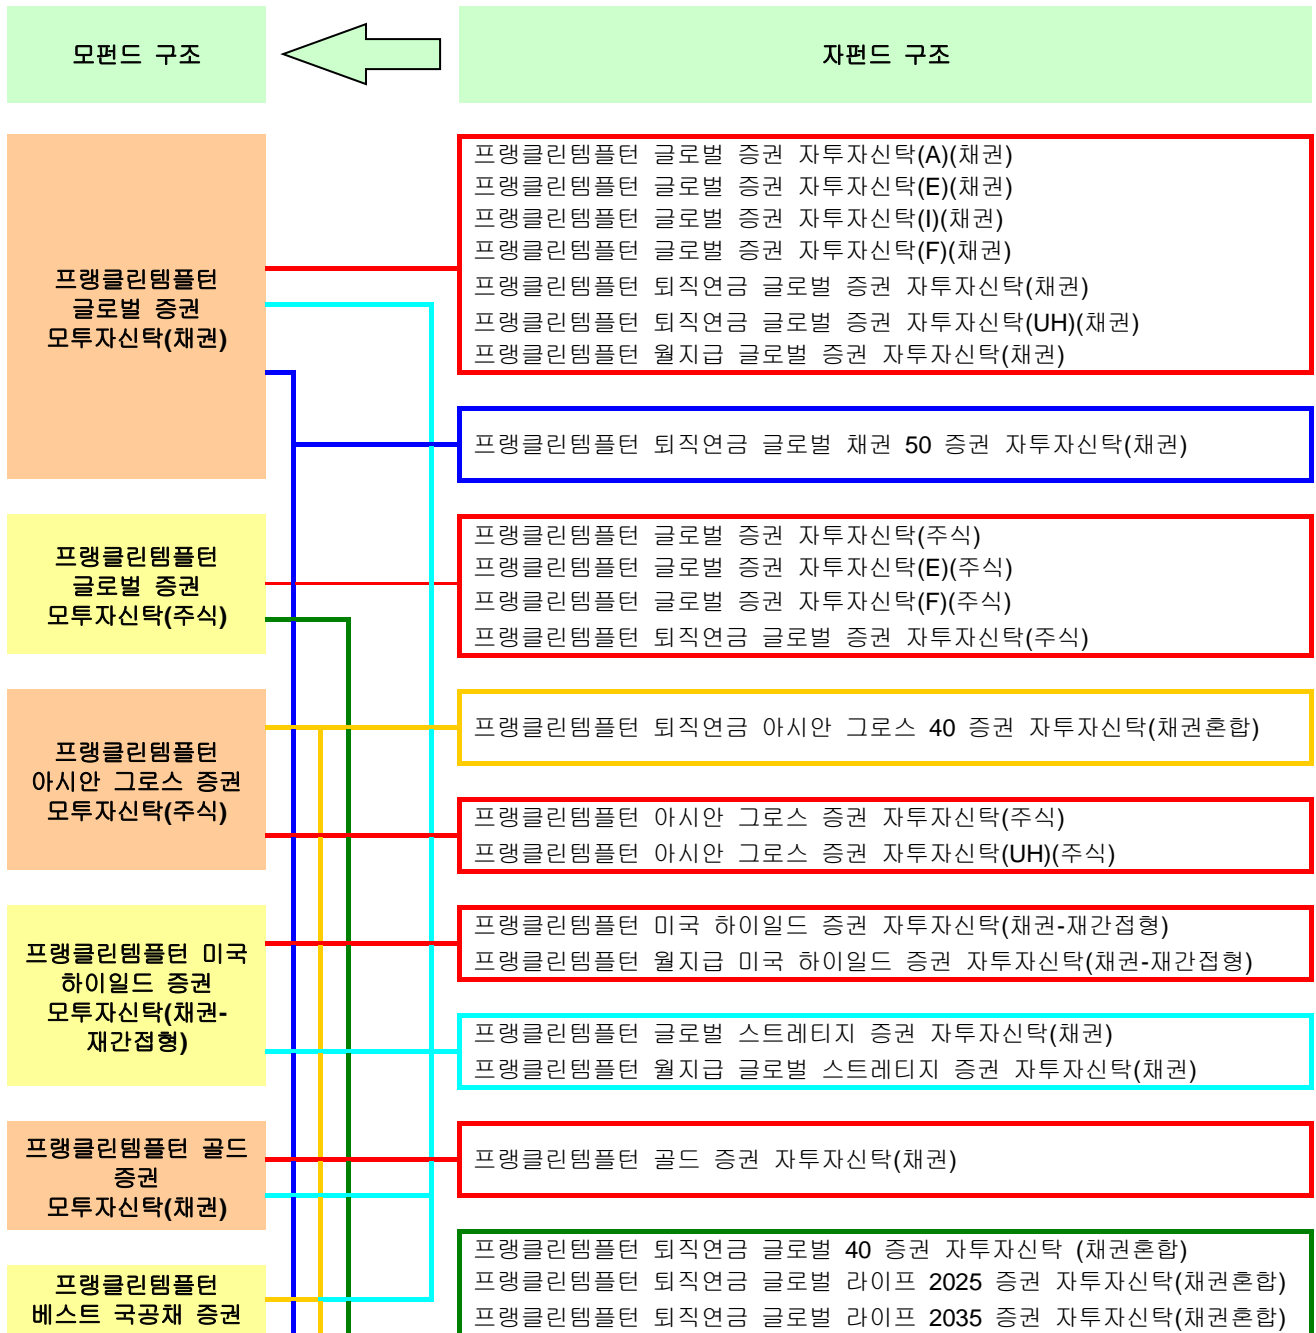 모펀드 구조
자펀드 구조
프랭클린템플턴
글로벌 증권
모투자신탁(채권)
프랭클린템플턴 글로벌 증권 자투자신탁(A)(채권)
프랭클린템플턴 글로벌 증권 자투자신탁(E)(채권)
프랭클린템플턴 글로벌 증권 자투자신탁(I)(채권)
프랭클린템플턴 글로벌 증권 자투자신탁(F)(채권)
프랭클린템플턴 퇴직연금 글로벌 증권 자투자신탁(채권)
프랭클린템플턴 퇴직연금 글로벌 증권 자투자신탁(UH)(채권)
프랭클린템플턴 월지급 글로벌 증권 자투자신탁(채권)
프랭클린템플턴 퇴직연금 글로벌 채권 50 증권 자투자신탁(채권)
프랭클린템플턴
글로벌 증권
모투자신탁(주식)
프랭클린템플턴 글로벌 증권 자투자신탁(주식)
프랭클린템플턴 글로벌 증권 자투자신탁(E)(주식)
프랭클린템플턴 글로벌 증권 자투자신탁(F)(주식)
프랭클린템플턴 퇴직연금 글로벌 증권 자투자신탁(주식)
프랭클린템플턴
아시안 그로스 증권
모투자신탁(주식)
프랭클린템플턴 퇴직연금 아시안 그로스 40 증권 자투자신탁(채권혼합)
프랭클린템플턴 아시안 그로스 증권 자투자신탁(주식)
프랭클린템플턴 아시안 그로스 증권 자투자신탁(UH)(주식)
프랭클린템플턴 미국
하이일드 증권
모투자신탁(채권-
재간접형)
프랭클린템플턴 미국 하이일드 증권 자투자신탁(채권-재간접형)
프랭클린템플턴 월지급 미국 하이일드 증권 자투자신탁(채권-재간접형)
프랭클린템플턴 글로벌 스트레티지 증권 자투자신탁(채권)
프랭클린템플턴 월지급 글로벌 스트레티지 증권 자투자신탁(채권)
프랭클린템플턴 골드
증권
모투자신탁(채권)
프랭클린템플턴 골드 증권 자투자신탁(채권)
프랭클린템플턴
베스트 국공채 증권
프랭클린템플턴 퇴직연금 글로벌 40 증권 자투자신탁 (채권혼합)
프랭클린템플턴 퇴직연금 글로벌 라이프 2025 증권 자투자신탁(채권혼합)
프랭클린템플턴 퇴직연금 글로벌 라이프 2035 증권 자투자신탁(채권혼합)